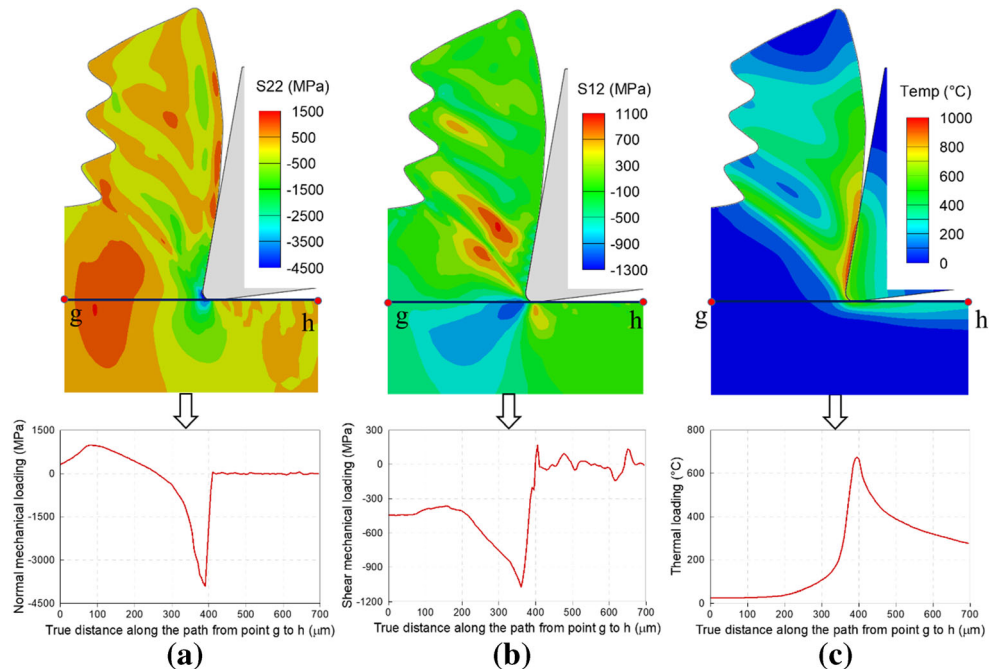 S22 (MPa)
1500
500
-500
-1500
-2500
-3500
-4500
g
h
S12 (MPa)
1100
700
300
-100
-500
-900
-1300
g
h
Temp (°C)
1000
800
600
400
200
0
g
h
Normal mechanical loading (MPa)
1500
0
-1500
-3000
-4500
0 100 200 300 400 500 600 700
True distance along the path from point g to h (μm)
Shear mechanical loading (MPa)
300
0
-300
-600
-900
-1200
0 100 200 300 400 500 600 700
True distance along the path from point g to h (μm)
Thermal loading (°C)
800
600
400
200
0
0 100 200 300 400 500 600 700
True distance along the path from point g to h (μm)
(a)
(b)
(c)